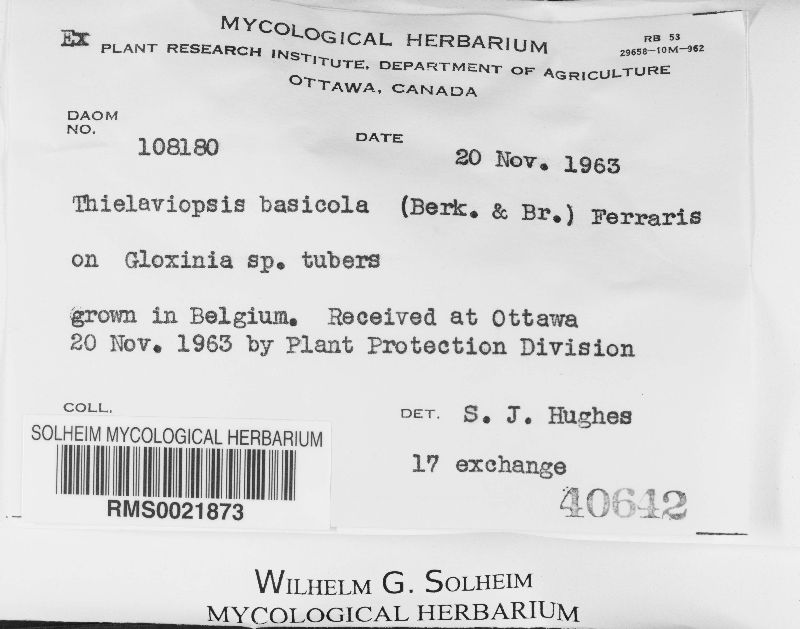 Ex
MYCOLOGICAL HERBARIUM
RB 53
29658-10M-962
PLANT RESEARCH INSTITUTE, DEPARTMENT OF AGRICULTURE
OTTAWA, CANADA
DAOM
NO.
108180
DATE
20 Nov. 1963
Thielaviopsis basicola (Berk. & Br.) Ferraris
on Gloxinia sp. tubers
grown in Belgium. Received at Ottawa
20 Nov. 1963 by Plant Protection Division
COLL.
DET. S. J. Hughes
SOLHEIM MYCOLOGICAL HERBARIUM
RMS0021873
17 exchange
40642
WILHELM G. SOLHEIM
MYCOLOGICAL HERBARIUM